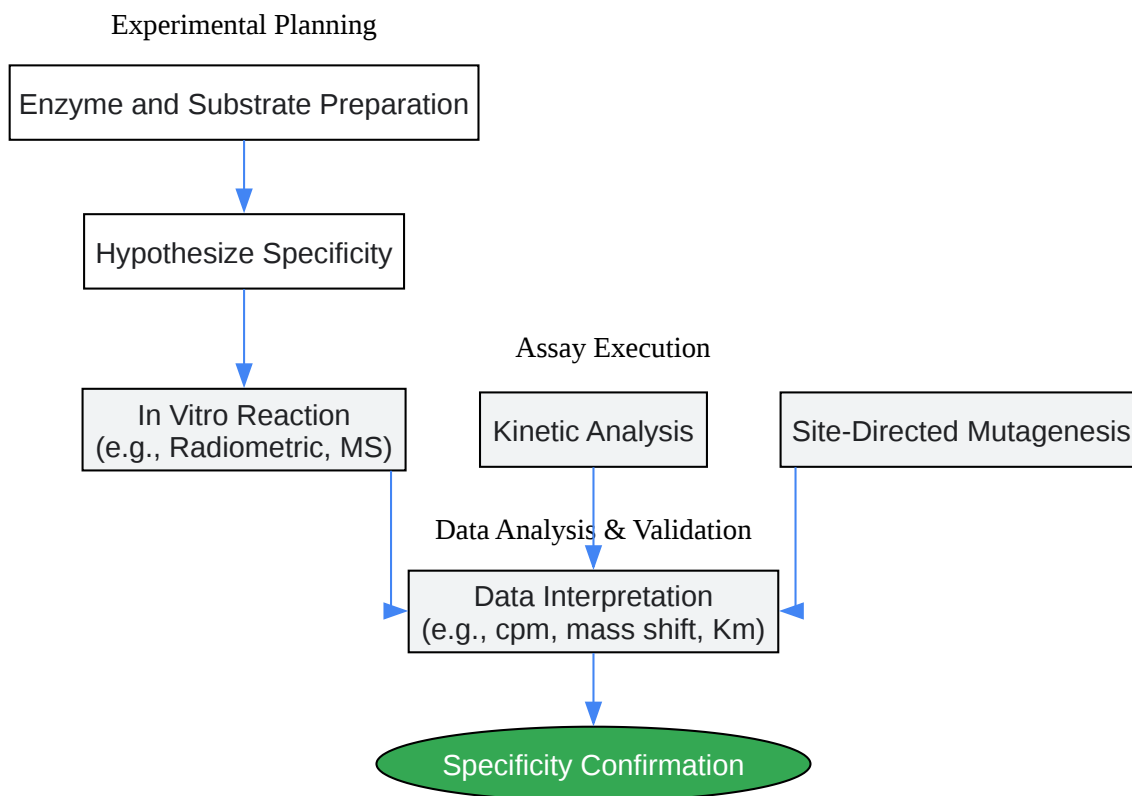 Experimental Planning
Enzyme and Substrate Preparation
Hypothesize Specificity
Assay Execution
In Vitro Reaction
(e.g., Radiometric, MS)
Kinetic Analysis
Site-Directed Mutagenesis
Data Analysis & Validation
Data Interpretation
(e.g., cpm, mass shift, Km)
Specificity Confirmation